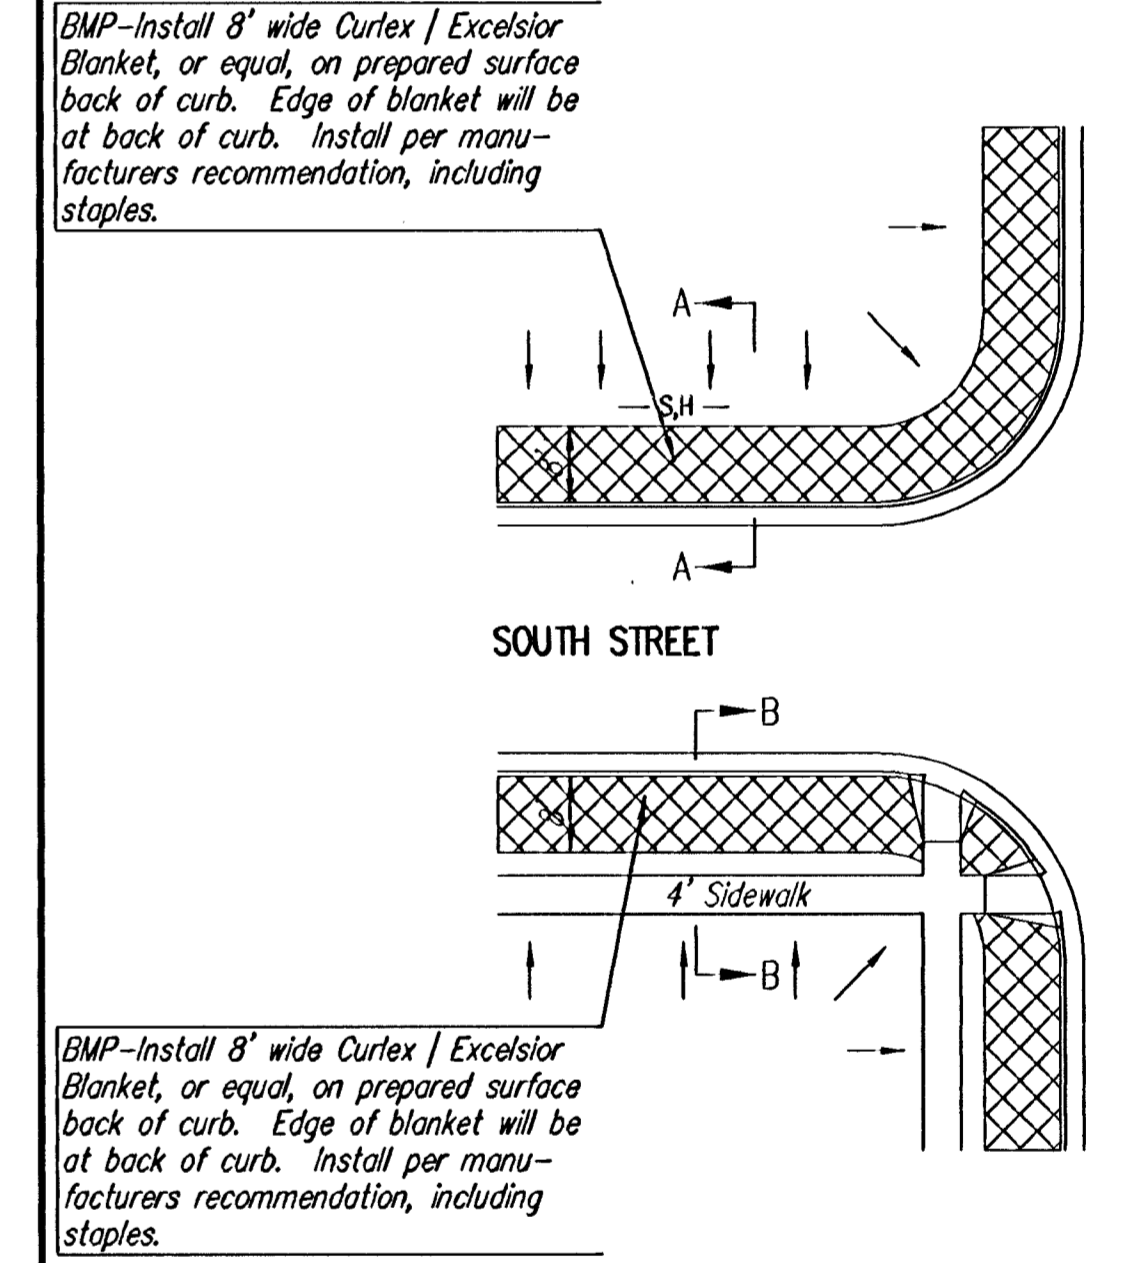 BMP-Install 8' wide Curlex / Excelsior
Blanket, or equal, on prepared surface
back of curb. Edge of blanket will be
at back of curb. Install per manu-
facturers recommendation, including
staples.
A
S,H
8'
A
SOUTH STREET
B
8'
4' Sidewalk
B
BMP-Install 8' wide Curlex / Excelsior
Blanket, or equal, on prepared surface
back of curb. Edge of blanket will be
at back of curb. Install per manu-
facturers recommendation, including
staples.